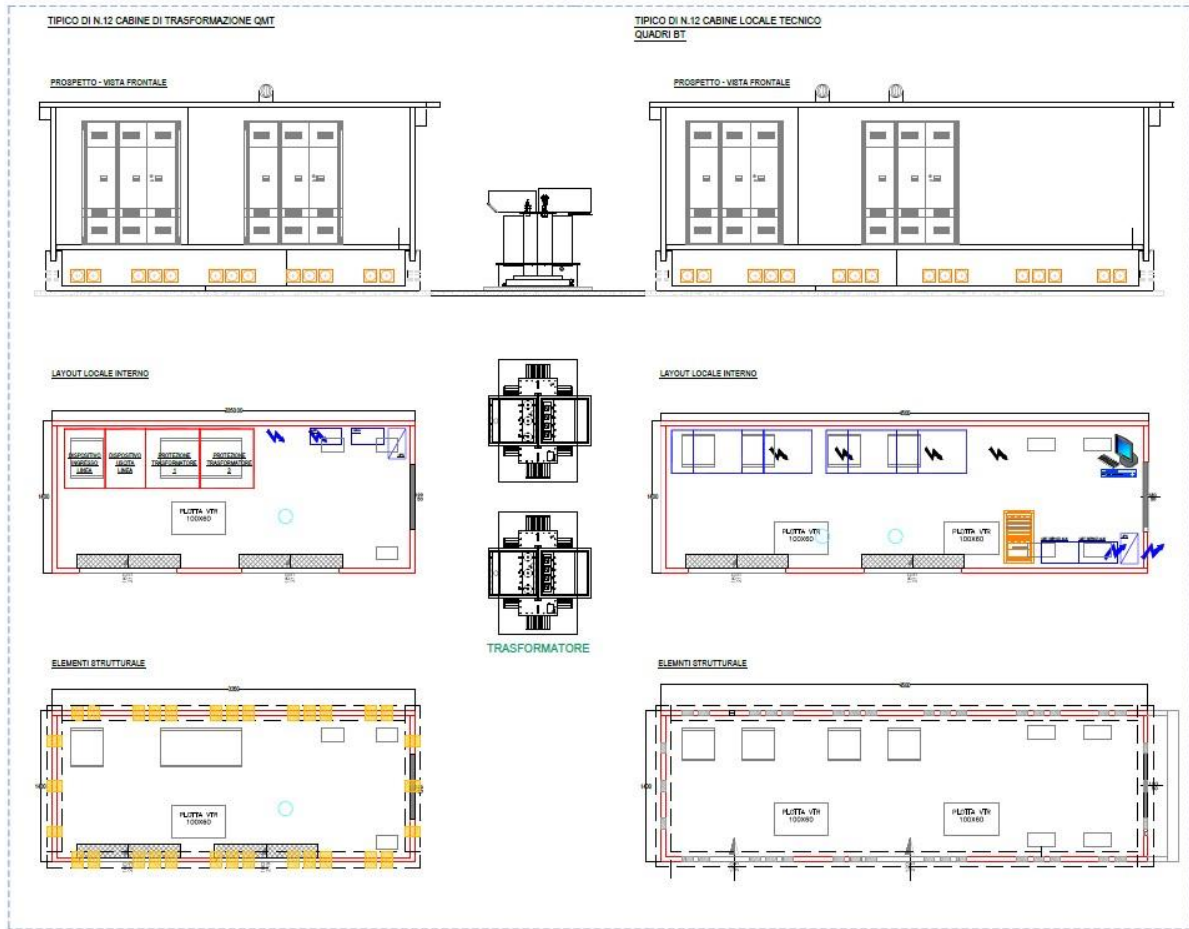 TIPICO DI N.12 CABINE DI TRASFORMAZIONE QMT
TIPICO DI N.12 CABINE LOCALE TECNICO
QUADRI BT
PROSPETTO - VISTA FRONTALE
PROSPETTO - VISTA FRONTALE
LAYOUT LOCALE INTERNO
LAYOUT LOCALE INTERNO
DISPOSITIVO
INGRESSO
LINEA
DISPOSITIVO
USCITA
LINEA
PROTEZIONE
TRASFORMATORE
1
PROTEZIONE
TRASFORMATORE
2
PLOTTA VTR
100X60
PLOTTA VTR
100X60
PLOTTA VTR
100X60
TRASFORMATORE
ELEMENTI STRUTTURALE
ELEMNTI STRUTTURALE
PLOTTA VTR
100X60
PLOTTA VTR
100X60
PLOTTA VTR
100X60